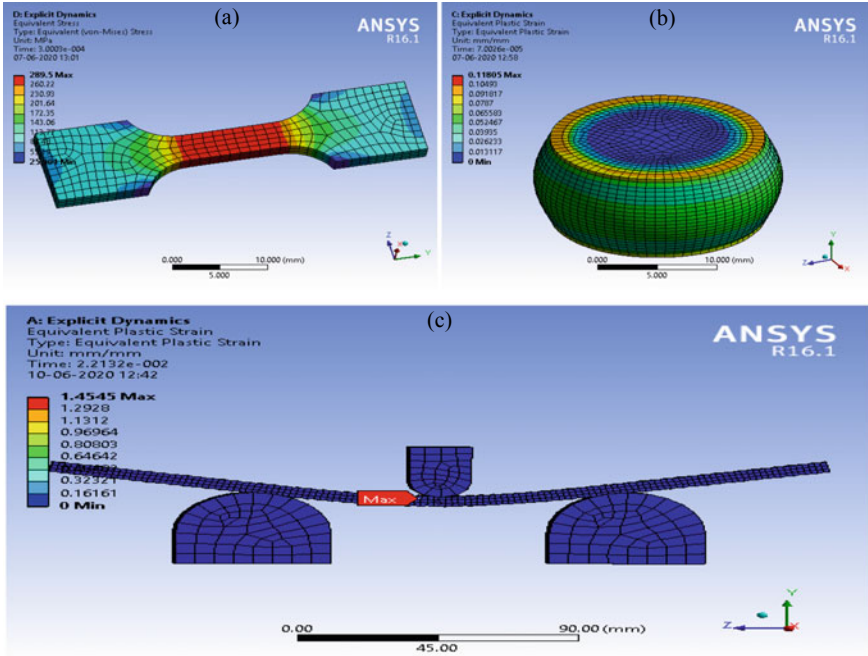 (a)
D: Explicit Dynamics
Equivalent Stress
Type: Equivalent (von-Mises) Stress
Unit: MPa
Time: 3.0003e-004
07-06-2020 13:01
289.5 Max
260.22
230.93
201.64
172.35
143.06
Min
ANSYS
R16.1
0.000
10.000 (mm)
5.000
Z
X
Y
(b)
C: Explicit Dynamics
Equivalent Plastic Strain
Type: Equivalent Plastic Strain
Unit: mm/mm
Time: 7.0026e-005
07-06-2020 12:58
0.11805 Max
0.10493
0.091817
0.0787
0.065583
0.052467
0.03935
0.026233
0.013117
0 Min
ANSYS
R16.1
0.000
10.000 (mm)
5.000
Y
Z
X
(c)
A: Explicit Dynamics
Equivalent Plastic Strain
Type: Equivalent Plastic Strain
Unit: mm/mm
Time: 2.2132e-002
10-06-2020 12:42
1.4545 Max
1.2928
1.1312
0.96964
0.80803
0.64642
0.32321
0.16161
0 Min
ANSYS
R16.1
Max
0.00
90.00 (mm)
45.00
Y
Z
X